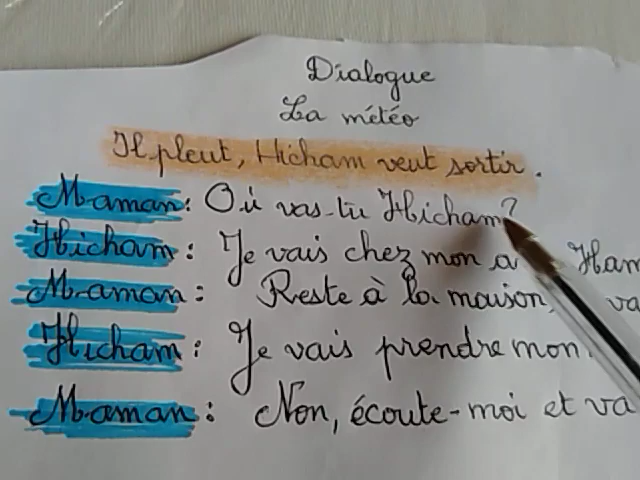 Dialogue
La météo
Il pleut, Hicham veut sortir.
Maman: Où vas-tu Hicham?
Hicham: Je vais chez mon
Maman: Reste à la maison,
Hicham: Je vais prendre mon
Maman: Non, écoute-moi et va